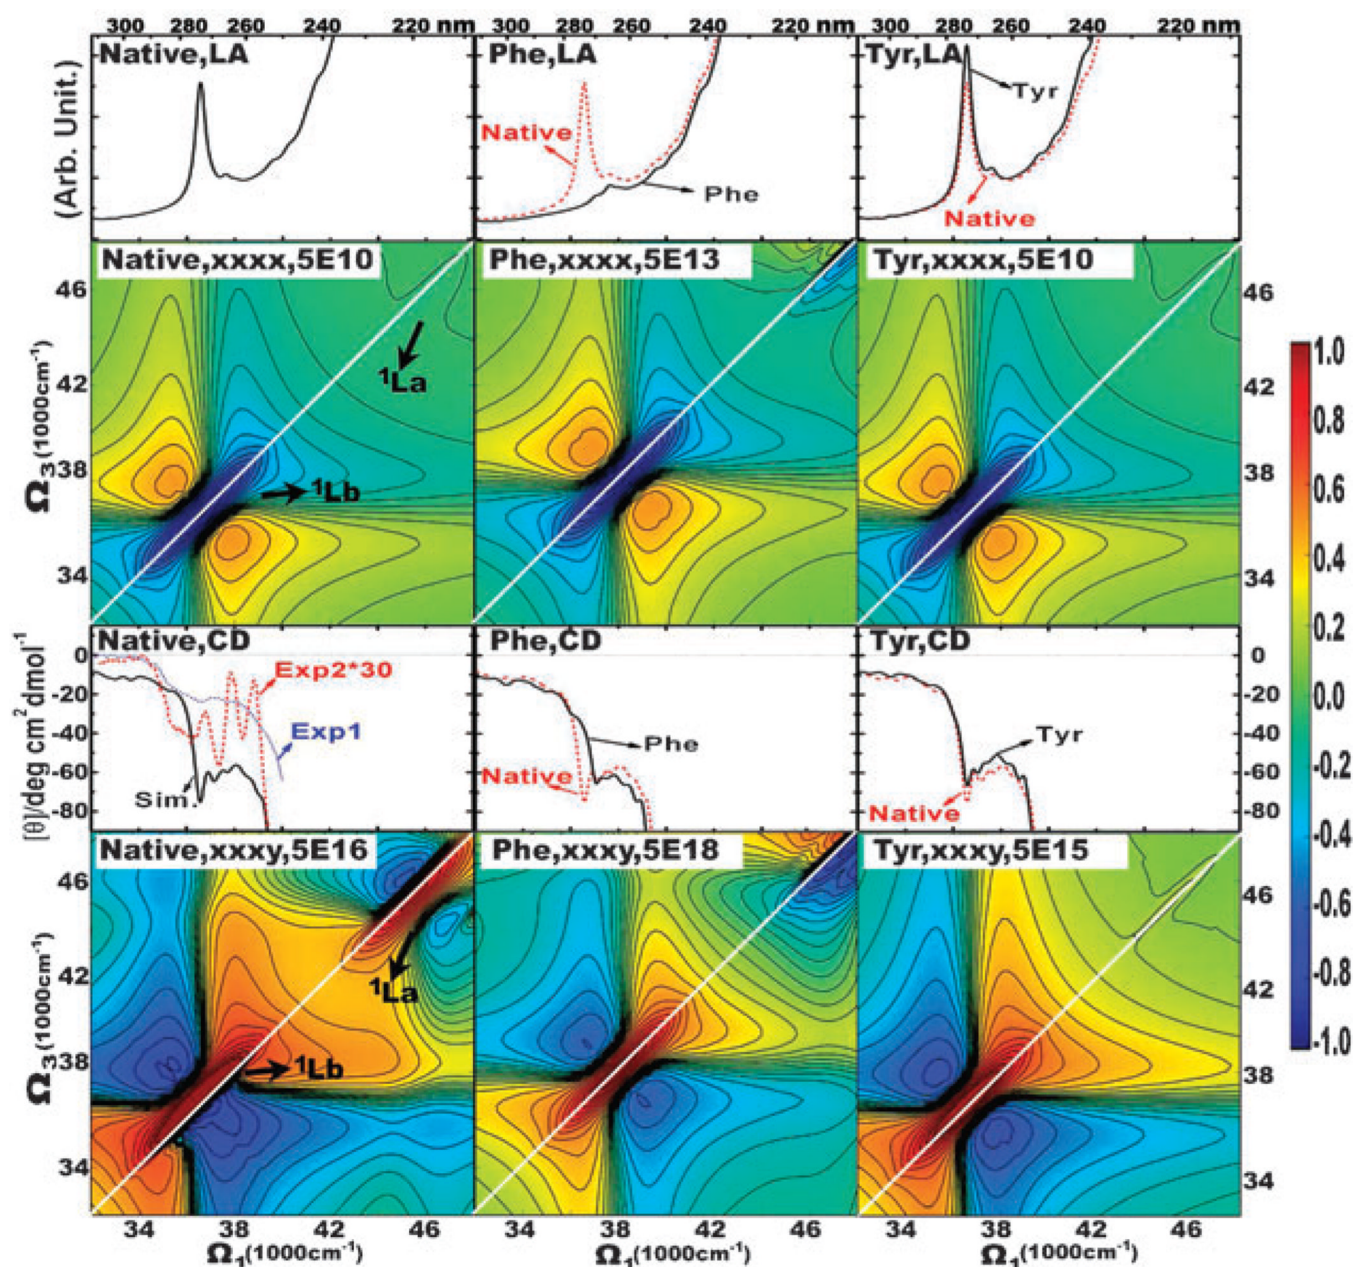 300 280 260 240 220 nm 300 280 260 240 220 nm 300 280 260 240 220 nm
Native,LA Phe,LA Tyr,LA
(Arb. Unit.)
Native
Phe
Tyr
Native
Native,xxxx,5E10 Phe,xxxx,5E13 Tyr,xxxx,5E10
Ω3 (1000cm-1)
46 42 38 34
¹La
¹Lb
46 42 38 34
1.0
0.8
0.6
0.4
0.2
0.0
-0.2
-0.4
-0.6
-0.8
-1.0
Native,CD Phe,CD Tyr,CD
[θ]/deg cm² dmol⁻¹
0 -20 -40 -60 -80
Exp2*30
Exp1
Sim.
Phe
Native
Tyr
Native
0 -20 -40 -60 -80
Native,xxxy,5E16 Phe,xxxy,5E18 Tyr,xxxy,5E15
Ω3 (1000cm-1)
46 42 38 34
¹La
¹Lb
46 42 38 34
34 38 42 46 34 38 42 46 34 38 42 46
Ω1 (1000cm-1) Ω1 (1000cm-1) Ω1 (1000cm-1)